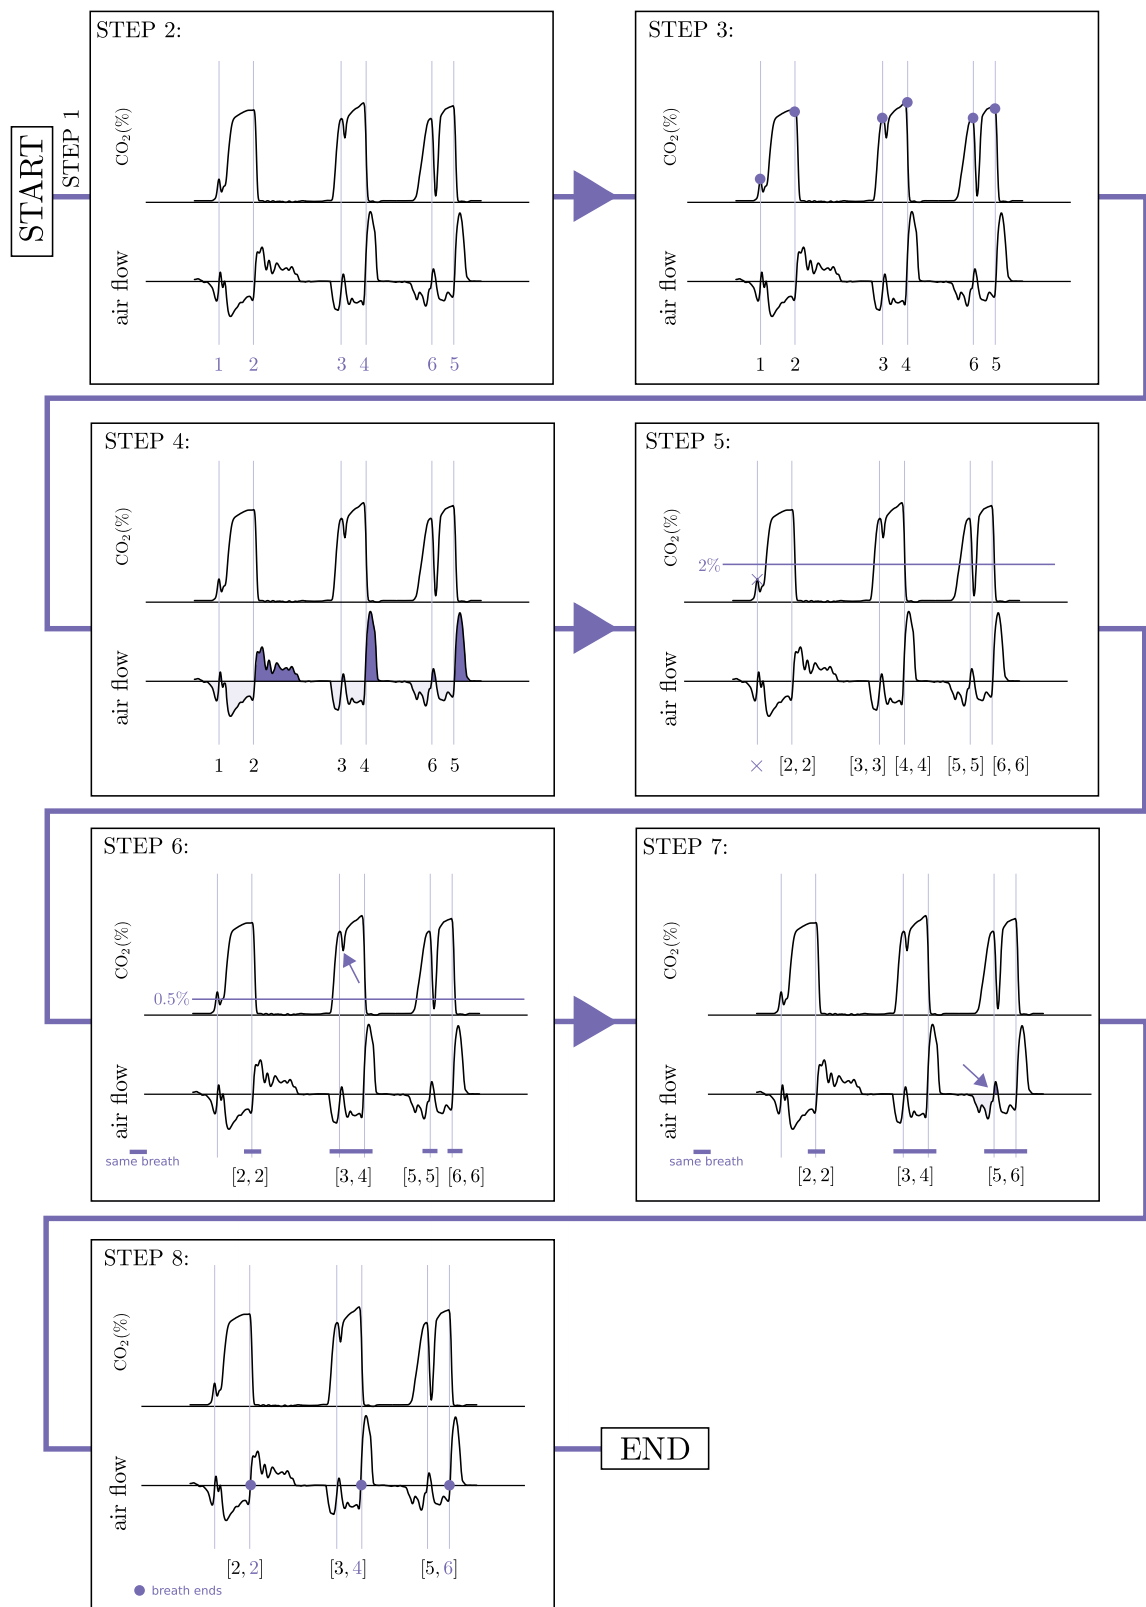 START
STEP 1
STEP 2:
CO₂(%)
air flow
1 2 3 4 6 5
STEP 3:
CO₂(%)
air flow
1 2 3 4 6 5
STEP 4:
CO₂(%)
air flow
1 2 3 4 6 5
STEP 5:
CO₂(%)
2%
air flow
× [2, 2] [3, 3] [4, 4] [5, 5] [6, 6]
STEP 6:
CO₂(%)
0.5%
air flow
same breath
[2, 2] [3, 4] [5, 5] [6, 6]
STEP 7:
CO₂(%)
air flow
same breath
[2, 2] [3, 4] [5, 6]
STEP 8:
CO₂(%)
air flow
[2, 2] [3, 4] [5, 6]
breath ends
END